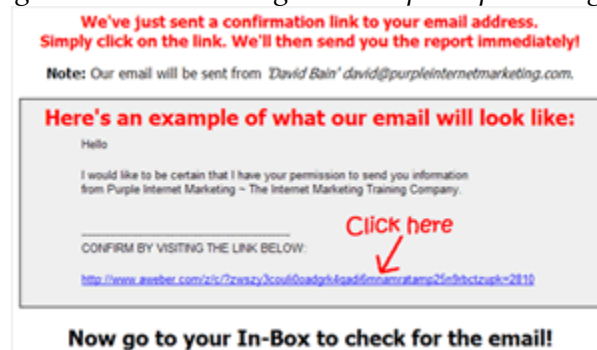 We've just sent a confirmation link to your email address.
Simply click on the link. We'll then send you the report immediately!
Note: Our email will be sent from 'David Bain' david@purpleinternetmarketing.com.
Here's an example of what our email will look like:
Hello
I would like to be certain that I have your permission to send you information
from Purple Internet Marketing ~ The Internet Marketing Training Company.
Click here
CONFIRM BY VISITING THE LINK BELOW:
Now go to your In-Box to check for the email!